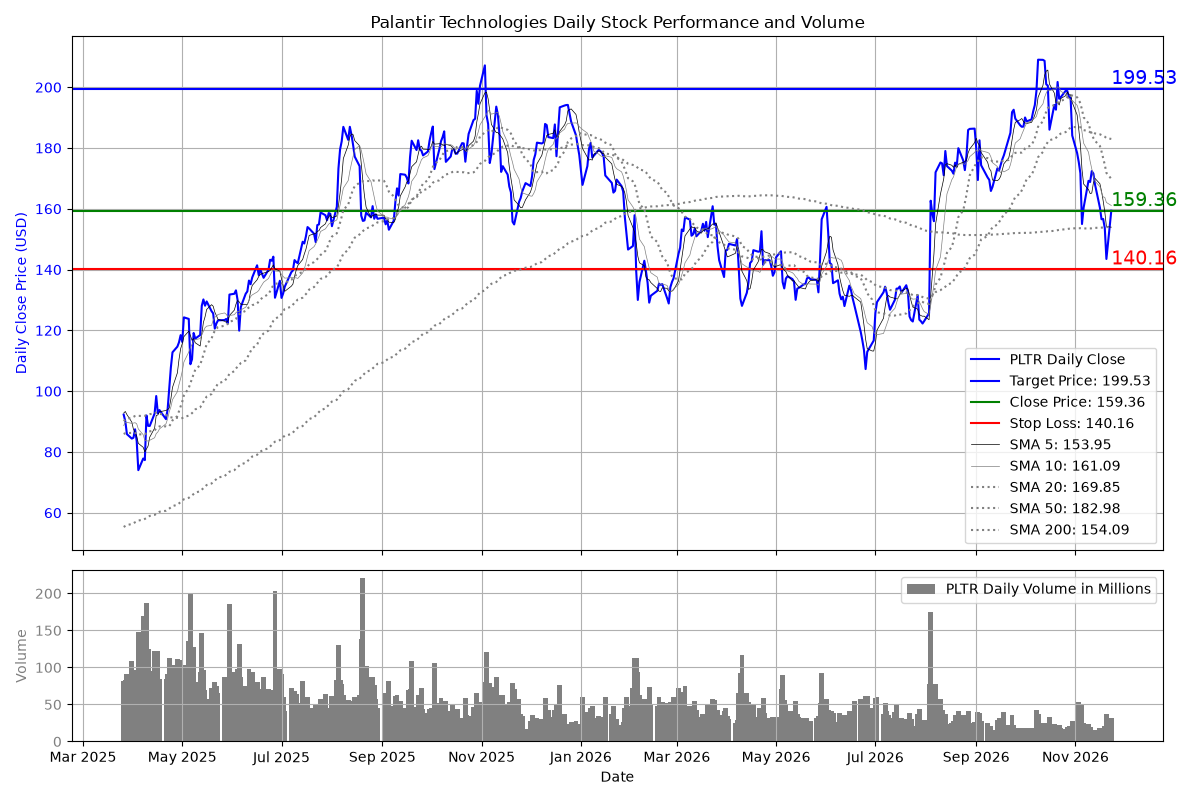 Palantir Technologies Daily Stock Performance and Volume
Daily Close Price (USD)
200
180
160
140
120
100
80
60
199.53
159.36
140.16
PLTR Daily Close
Target Price: 199.53
Close Price: 159.36
Stop Loss: 140.16
SMA 5: 153.95
SMA 10: 161.09
SMA 20: 169.85
SMA 50: 182.98
SMA 200: 154.09
Volume
200
150
100
50
0
PLTR Daily Volume in Millions
Mar 2025 May 2025 Jul 2025 Sep 2025 Nov 2025 Jan 2026 Mar 2026 May 2026 Jul 2026 Sep 2026 Nov 2026
Date